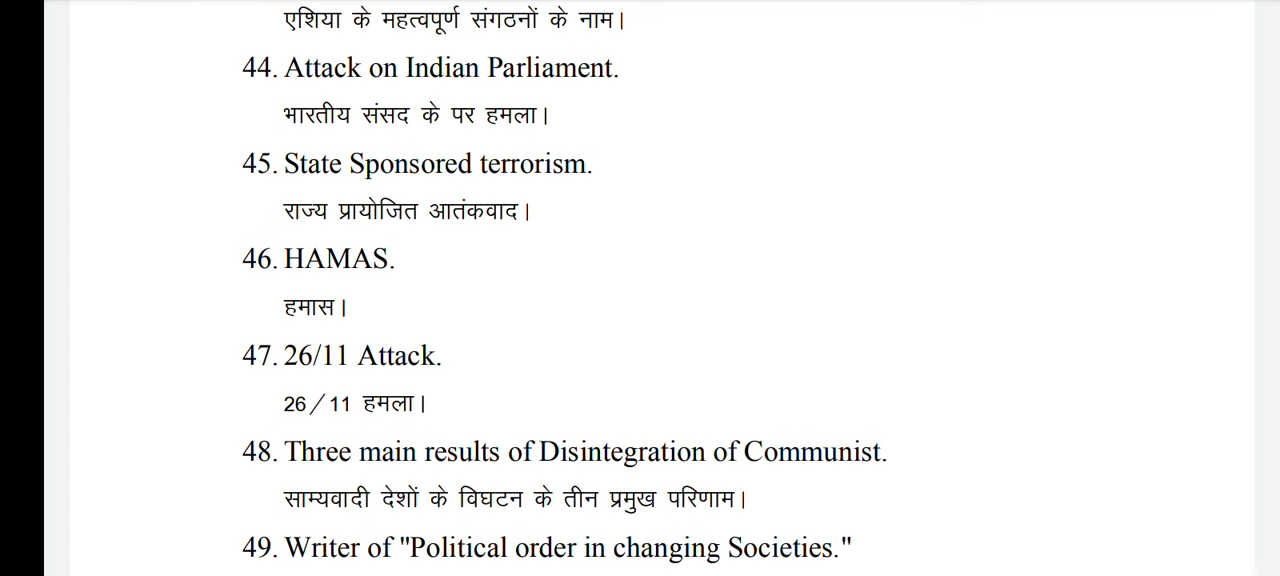 एशिया के महत्वपूर्ण संगठनों के नाम।
44. Attack on Indian Parliament.
भारतीय संसद के पर हमला।
45. State Sponsored terrorism.
राज्य प्रायोजित आतंकवाद।
46. HAMAS.
हमास।
47. 26/11 Attack.
26/11 हमला।
48. Three main results of Disintegration of Communist.
साम्यवादी देशों के विघटन के तीन प्रमुख परिणाम।
49. Writer of "Political order in changing Societies."